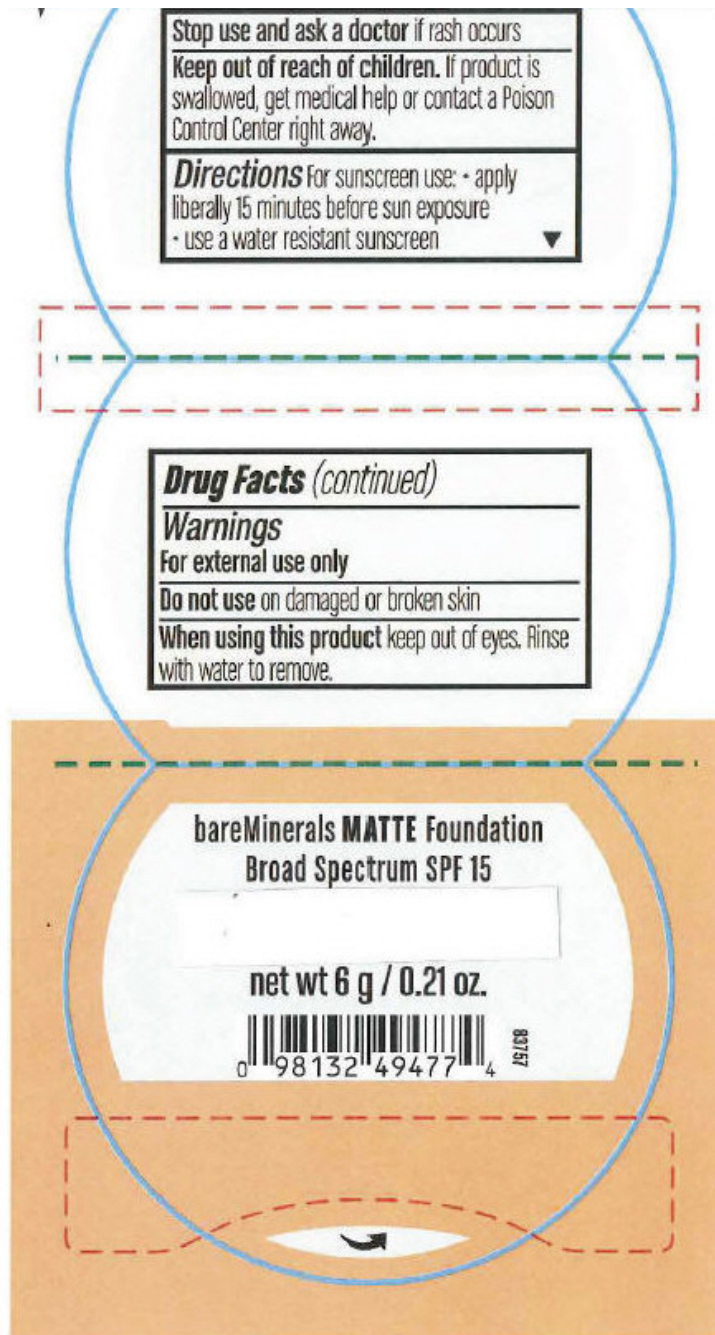 Stop use and ask a doctor if rash occurs
Keep out of reach of children. If product is
swallowed, get medical help or contact a Poison
Control Center right away.
Directions For sunscreen use: • apply
liberally 15 minutes before sun exposure
• use a water resistant sunscreen
Drug Facts (continued)
Warnings
For external use only
Do not use on damaged or broken skin
When using this product keep out of eyes. Rinse
with water to remove.
bareMinerals MATTE Foundation
Broad Spectrum SPF 15
net wt 6 g / 0.21 oz.
0 98132 49477 4
83757